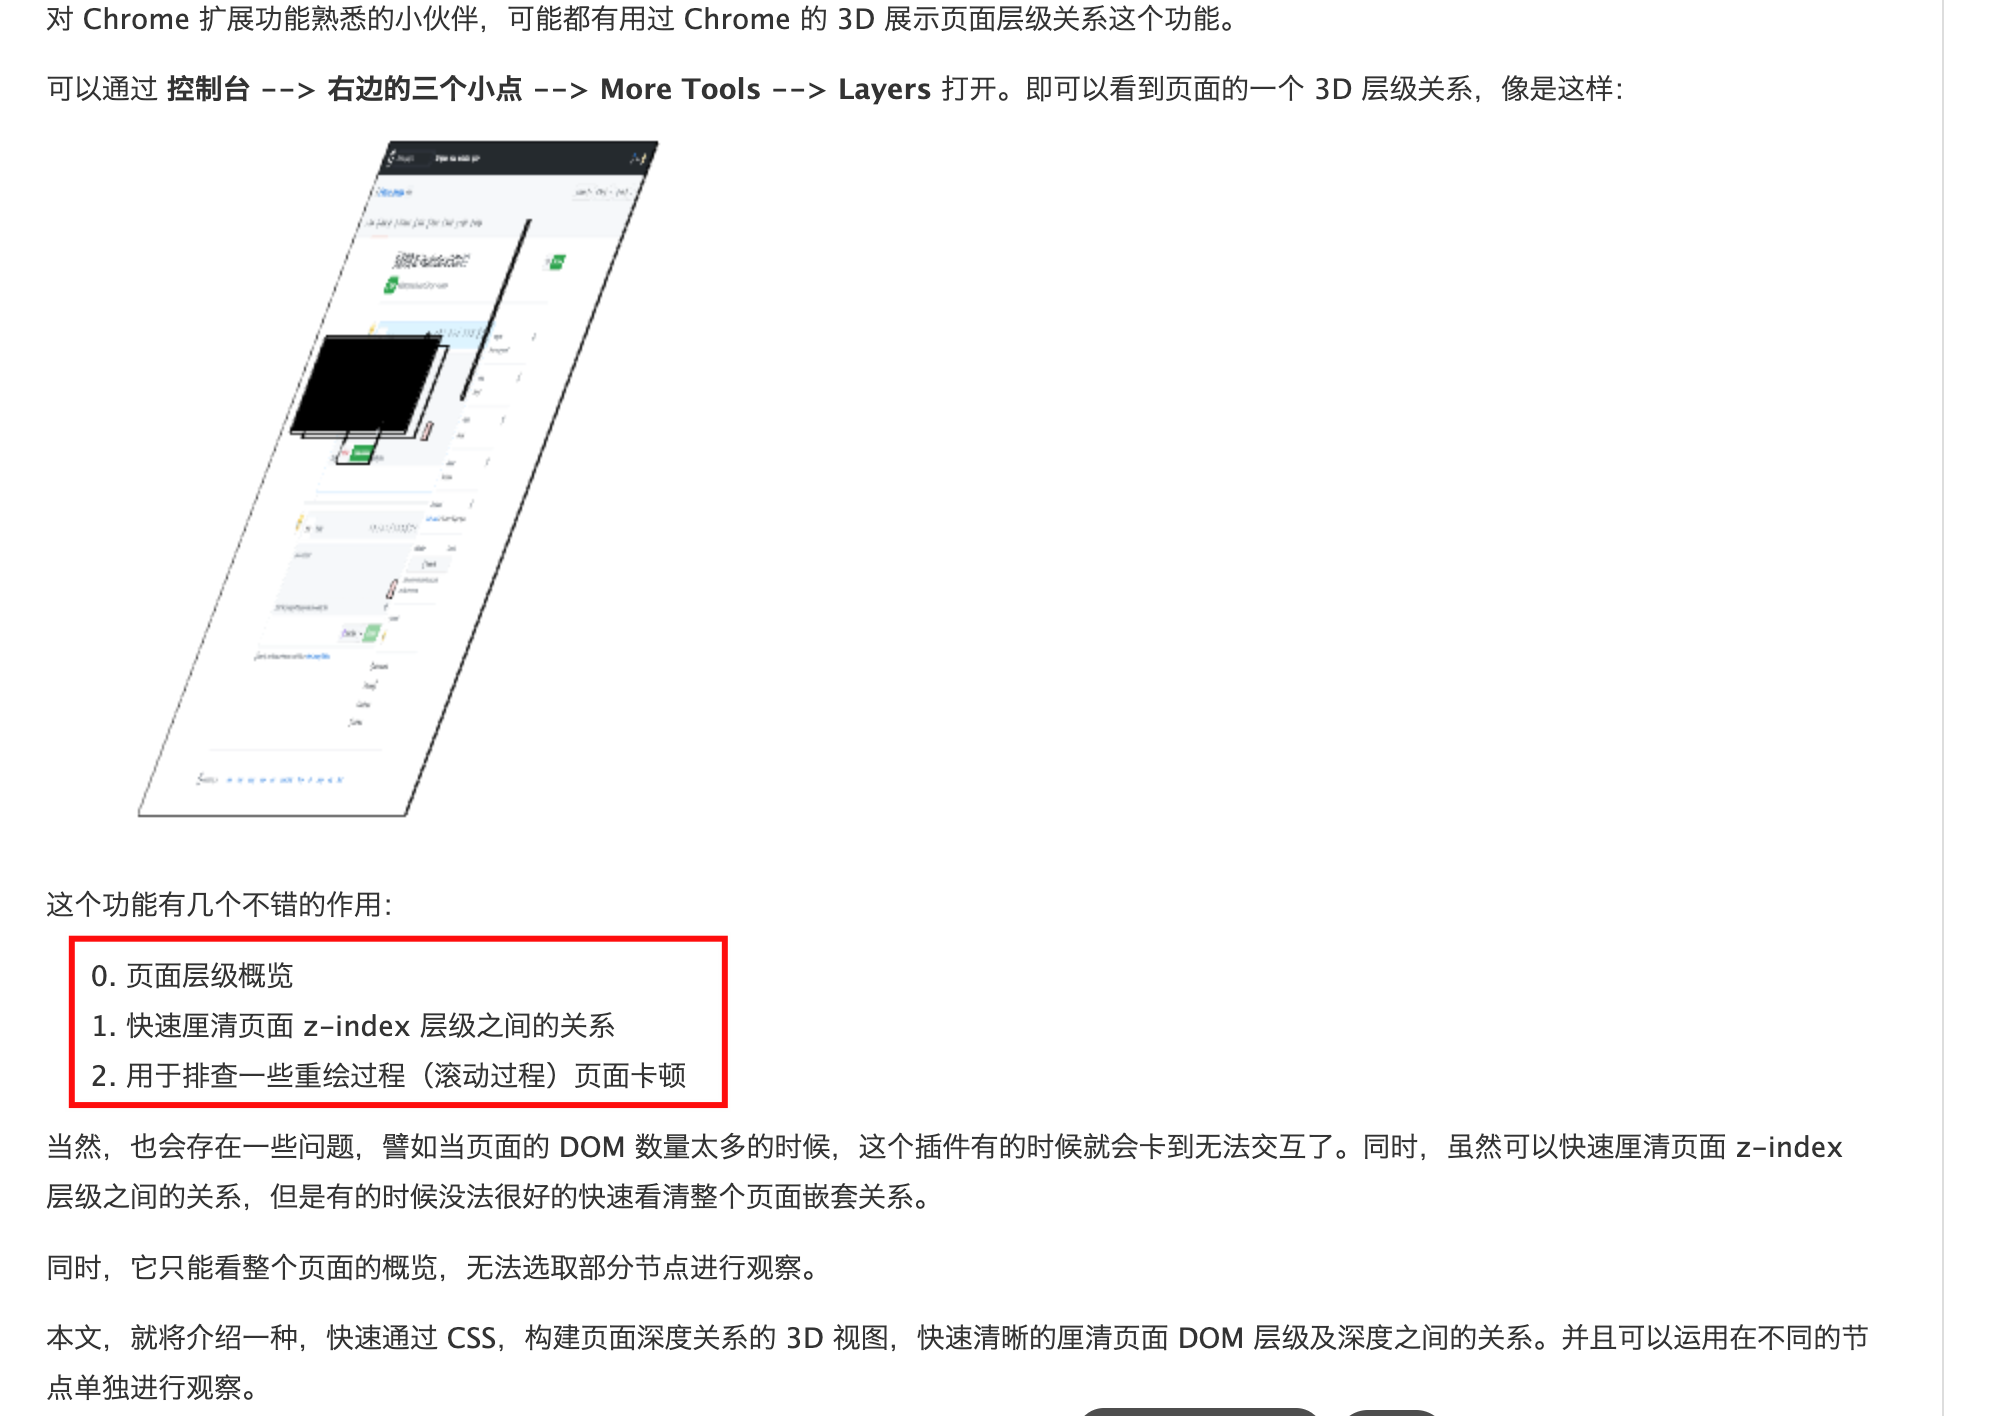 对 Chrome 扩展功能熟悉的小伙伴，可能都有用过 Chrome 的 3D 展示页面层级关系这个功能。
可以通过 控制台 --> 右边的三个小点 --> More Tools --> Layers 打开。即可以看到页面的一个 3D 层级关系，像是这样：
这个功能有几个不错的作用：
0. 页面层级概览
1. 快速厘清页面 z-index 层级之间的关系
2. 用于排查一些重绘过程（滚动过程）页面卡顿
当然，也会存在一些问题，譬如当页面的 DOM 数量太多的时候，这个插件有的时候就会卡到无法交互了。同时，虽然可以快速厘清页面 z-index
层级之间的关系，但是有的时候没法很好的快速看清整个页面嵌套关系。
同时，它只能看整个页面的概览，无法选取部分节点进行观察。
本文，就将介绍一种，快速通过 CSS，构建页面深度关系的 3D 视图，快速清晰的厘清页面 DOM 层级及深度之间的关系。并且可以运用在不同的节
点单独进行观察。